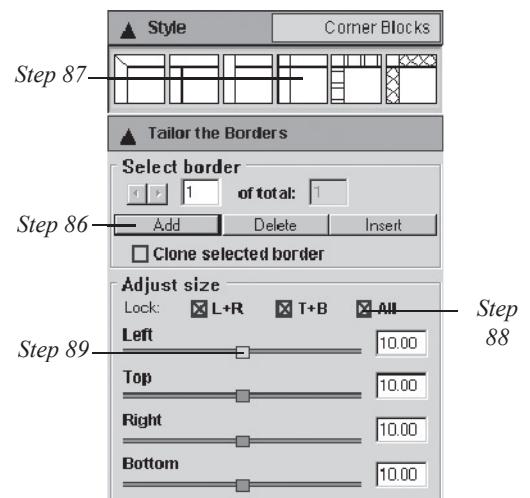 Style Corner Blocks
Step 87
Tailor the Borders
Select border
1 of total: 1
Step 86 Add Delete Insert
Clone selected border
Adjust size
Lock: L+R T+B All
Step 88
Left 10.00
Step 89
Top 10.00
Right 10.00
Bottom 10.00